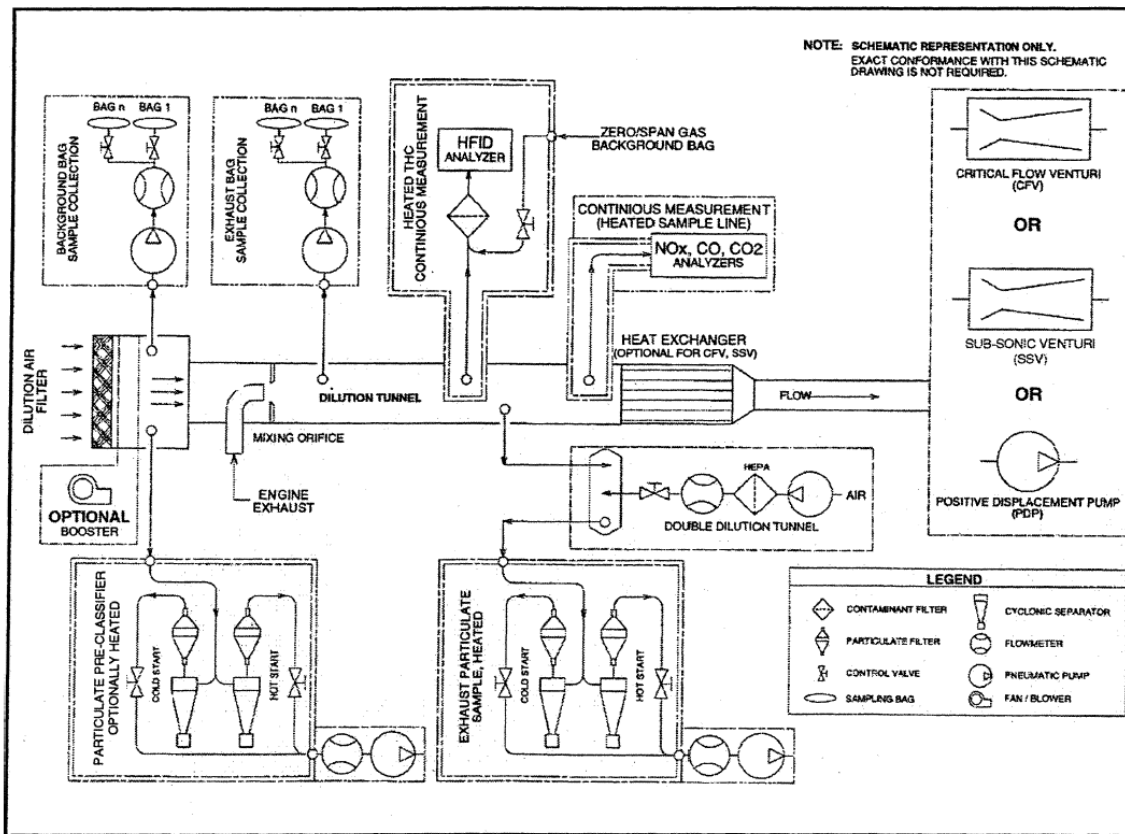 NOTE: SCHEMATIC REPRESENTATION ONLY.
EXACT CONFORMANCE WITH THIS SCHEMATIC
DRAWING IS NOT REQUIRED.
BACKGROUND BAG
SAMPLE COLLECTION
BAG n BAG 1
EXHAUST BAG
SAMPLE COLLECTION
BAG n BAG 1
HEATED THC
CONTINIOUS MEASUREMENT
HFID
ANALYZER
ZERO/SPAN GAS
BACKGROUND BAG
CONTINIOUS MEASUREMENT
(HEATED SAMPLE LINE)
NOx, CO, CO2
ANALYZERS
CRITICAL FLOW VENTURI
(CFV)
OR
SUB-SONIC VENTURI
(SSV)
OR
POSITIVE DISPLACEMENT PUMP
(PDP)
DILUTION AIR
FILTER
DILUTION TUNNEL
HEAT EXCHANGER
(OPTIONAL FOR CFV, SSV)
FLOW
MIXING ORIFICE
ENGINE
EXHAUST
OPTIONAL
BOOSTER
HEPA
AIR
DOUBLE DILUTION TUNNEL
PARTICULATE PRE-CLASSIFIER
OPTIONALLY HEATED
COLD START
HOT START
EXHAUST PARTICULATE
SAMPLE, HEATED
COLD START
HOT START
LEGEND
CONTAMINANT FILTER
CYCLONIC SEPARATOR
PARTICULATE FILTER
FLOWMETER
CONTROL VALVE
PNEUMATIC PUMP
SAMPLING BAG
FAN / BLOWER